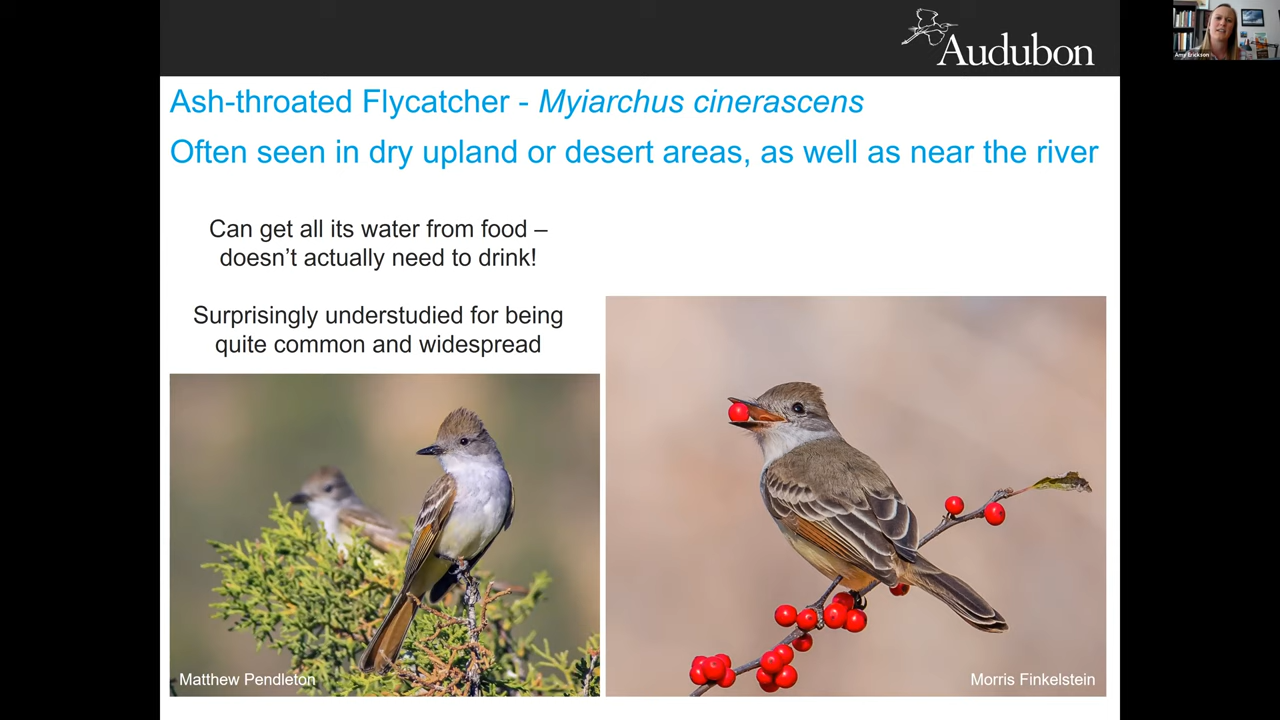 Audubon
Amy Erickson
Ash-throated Flycatcher - Myiarchus cinerascens
Often seen in dry upland or desert areas, as well as near the river
Can get all its water from food –
doesn't actually need to drink!
Surprisingly understudied for being
quite common and widespread
Matthew Pendleton
Morris Finkelstein